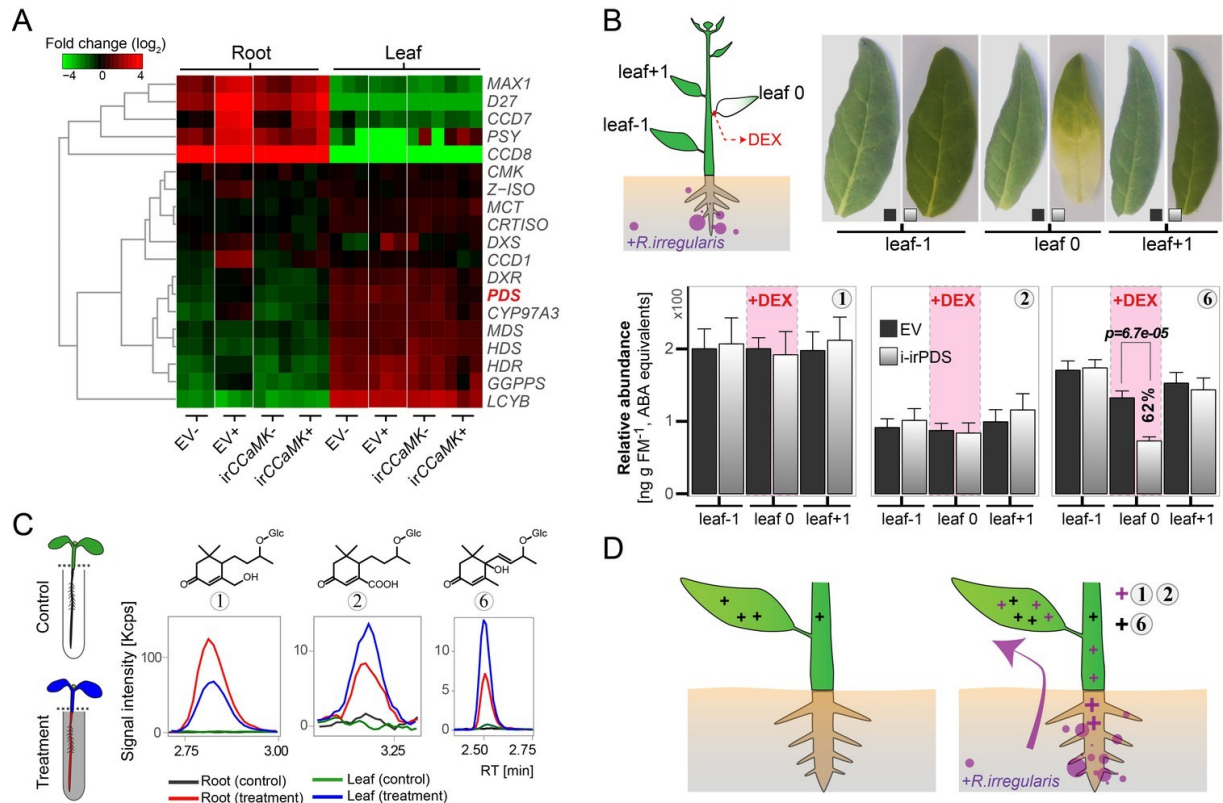 A
Fold change (log2)
−4 0 4
Root Leaf
MAX1
D27
CCD7
PSY
CCD8
CMK
Z−ISO
MCT
CRTISO
DXS
CCD1
DXR
PDS
CYP97A3
MDS
HDS
HDR
GGPPS
LCYB
EV-
EV+
irCCaMK-
irCCaMK+
EV-
EV+
irCCaMK-
irCCaMK+
B
leaf+1
leaf 0
leaf-1
DEX
+R.irregularis
leaf-1 leaf 0 leaf+1
Relative abundance
[ng g FM-1, ABA equivalents]
x100
2
1
0
+DEX 1
+DEX 2
EV
i-irPDS
+DEX 6
p=6.7e-05
62%
leaf-1 leaf 0 leaf+1
leaf-1 leaf 0 leaf+1
leaf-1 leaf 0 leaf+1
C
Control
Treatment
O-Glc
O
OH
1
O-Glc
O
COOH
2
O-Glc
OH
O
6
Signal intensity [Kcps]
100
0
2.75 3.00
10
5
0
3.25
10
5
0
2.50 2.75
RT [min]
Root (control) Leaf (control)
Root (treatment) Leaf (treatment)
D
+ 1 2
+ 6
+R.irregularis